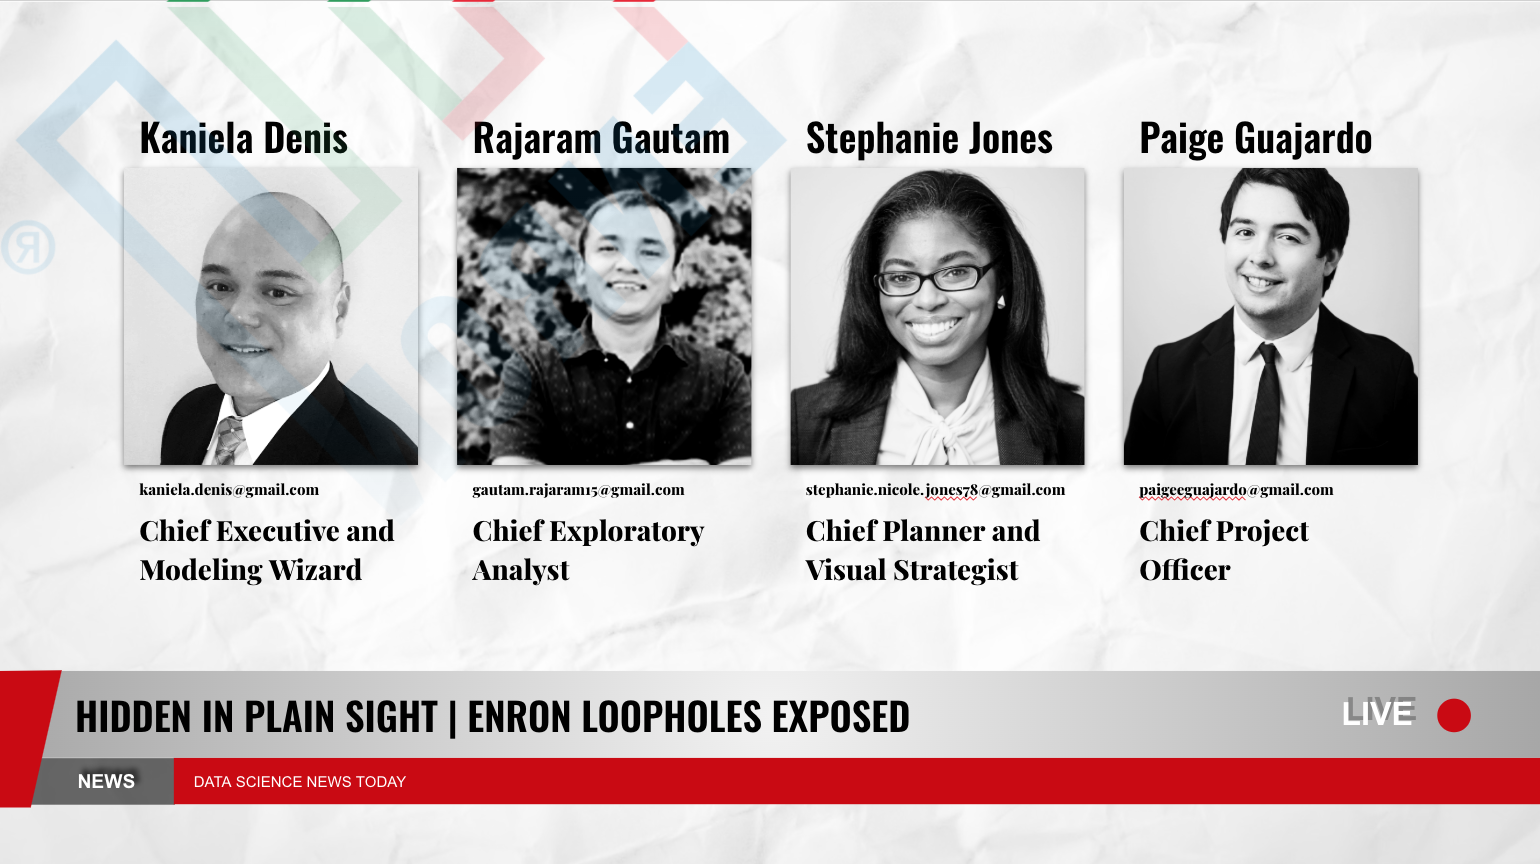 Kaniela Denis
Rajaram Gautam
Stephanie Jones
Paige Guajardo
kaniela.denis@gmail.com
gautam.rajaram15@gmail.com
stephanie.nicole.jones78@gmail.com
paigeeguajardo@gmail.com
Chief Executive and
Modeling Wizard
Chief Exploratory
Analyst
Chief Planner and
Visual Strategist
Chief Project
Officer
HIDDEN IN PLAIN SIGHT | ENRON LOOPHOLES EXPOSED
LIVE
NEWS
DATA SCIENCE NEWS TODAY